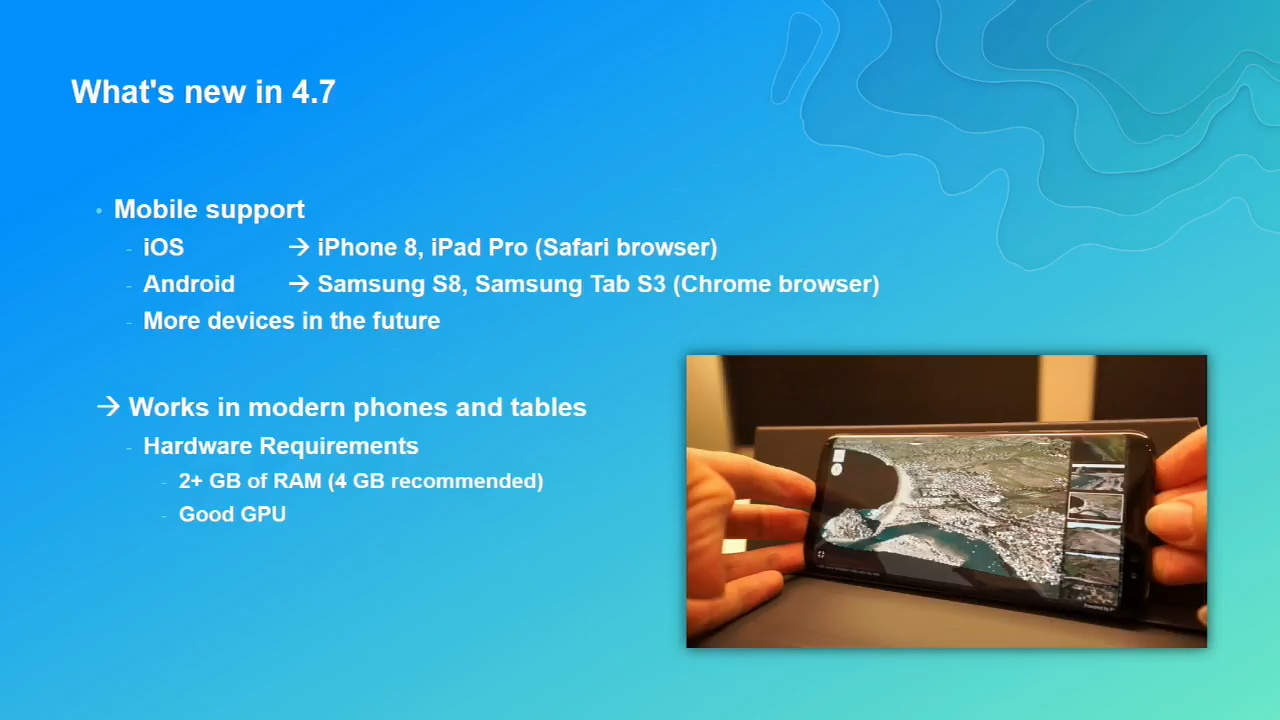 What's new in 4.7
• Mobile support
- iOS → iPhone 8, iPad Pro (Safari browser)
- Android → Samsung S8, Samsung Tab S3 (Chrome browser)
- More devices in the future
→ Works in modern phones and tables
- Hardware Requirements
- 2+ GB of RAM (4 GB recommended)
- Good GPU